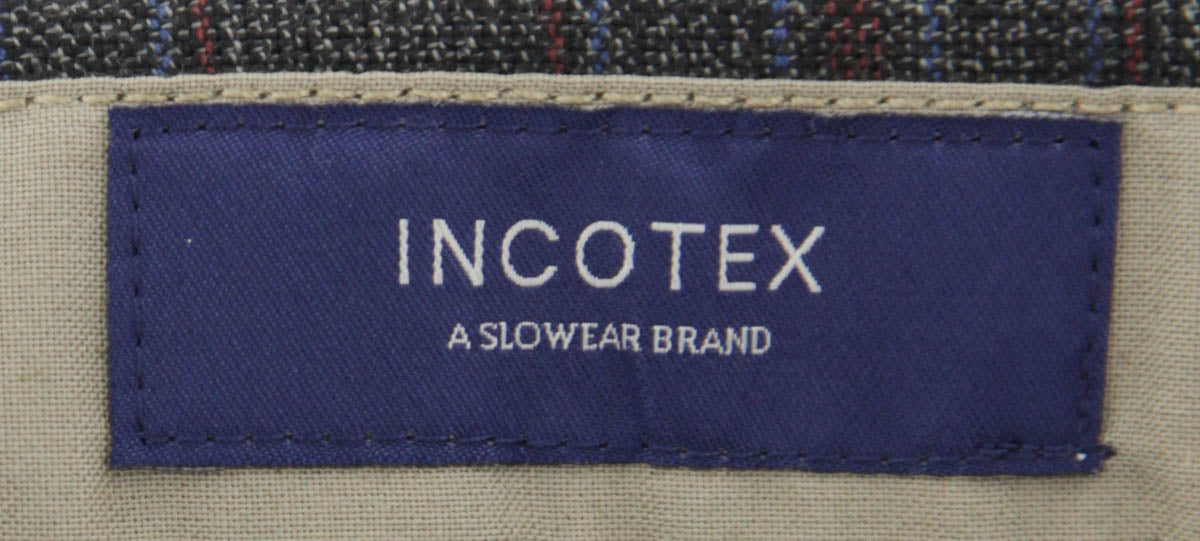 INCOTEX
A SLOWEAR BRAND